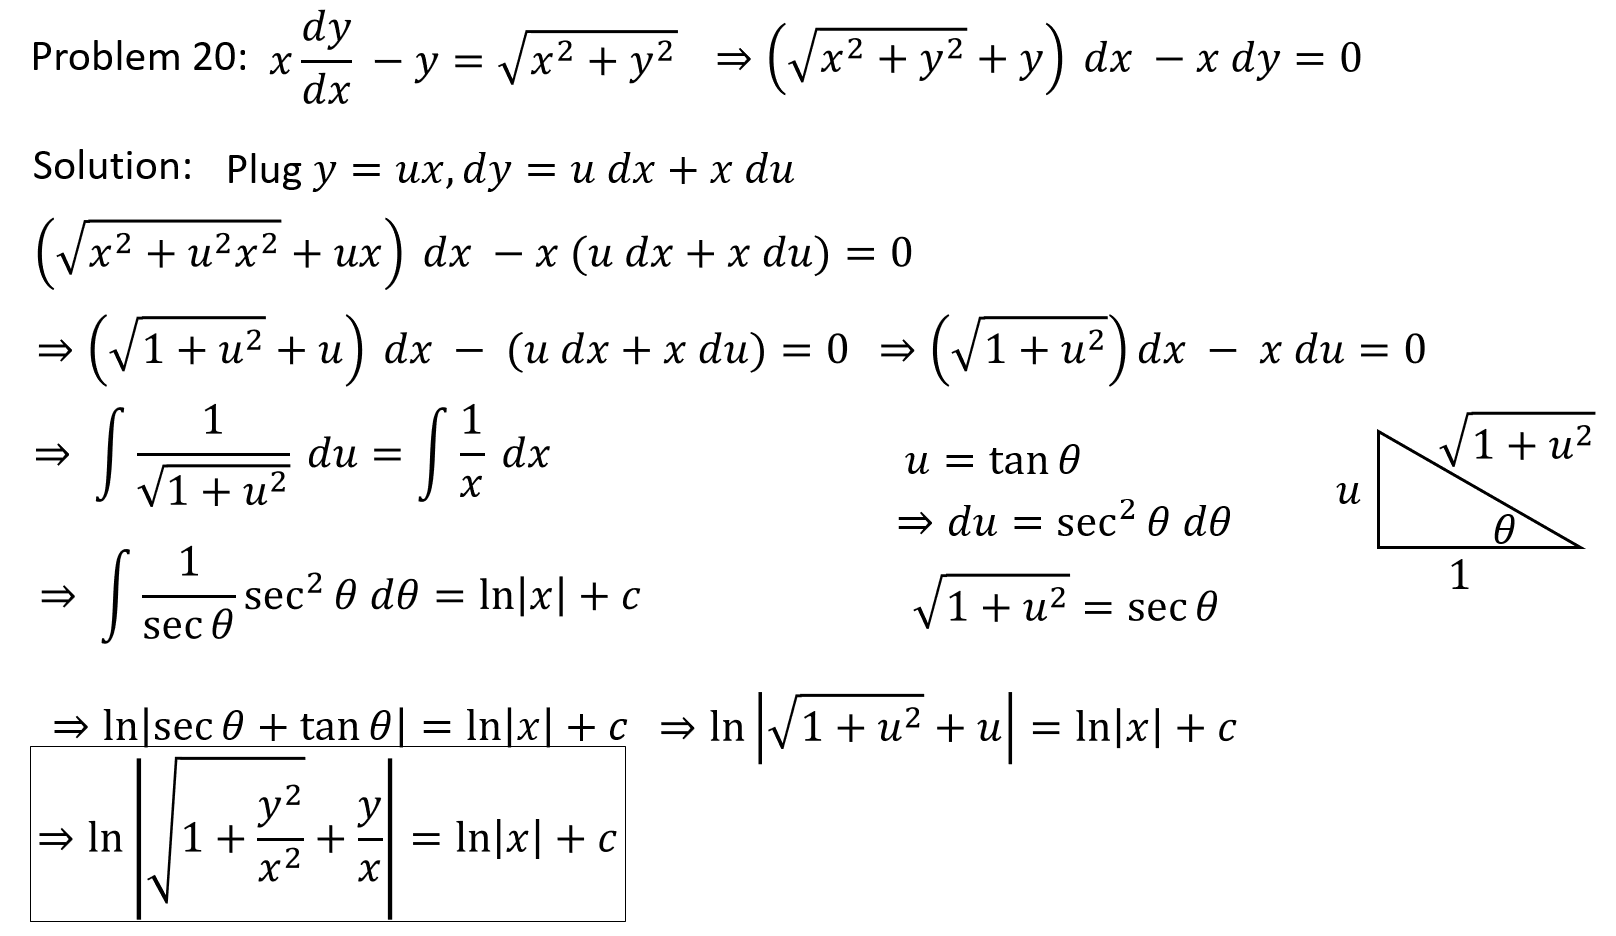 Problem 20: x dy/dx − y = √(x² + y²) ⇒ (√(x² + y²) + y) dx − x dy = 0
Solution: Plug y = ux, dy = u dx + x du
(√(x² + u²x²) + ux) dx − x (u dx + x du) = 0
⇒ (√(1 + u²) + u) dx − (u dx + x du) = 0 ⇒ (√(1 + u²)) dx − x du = 0
⇒ ∫ 1/√(1 + u²) du = ∫ 1/x dx
u = tan θ
⇒ du = sec² θ dθ
√(1 + u²) = sec θ
√(1 + u²)
u
θ
1
⇒ ∫ 1/sec θ sec² θ dθ = ln|x| + c
⇒ ln|sec θ + tan θ| = ln|x| + c ⇒ ln |√(1 + u²) + u| = ln|x| + c
⇒ ln |√(1 + y²/x²) + y/x| = ln|x| + c